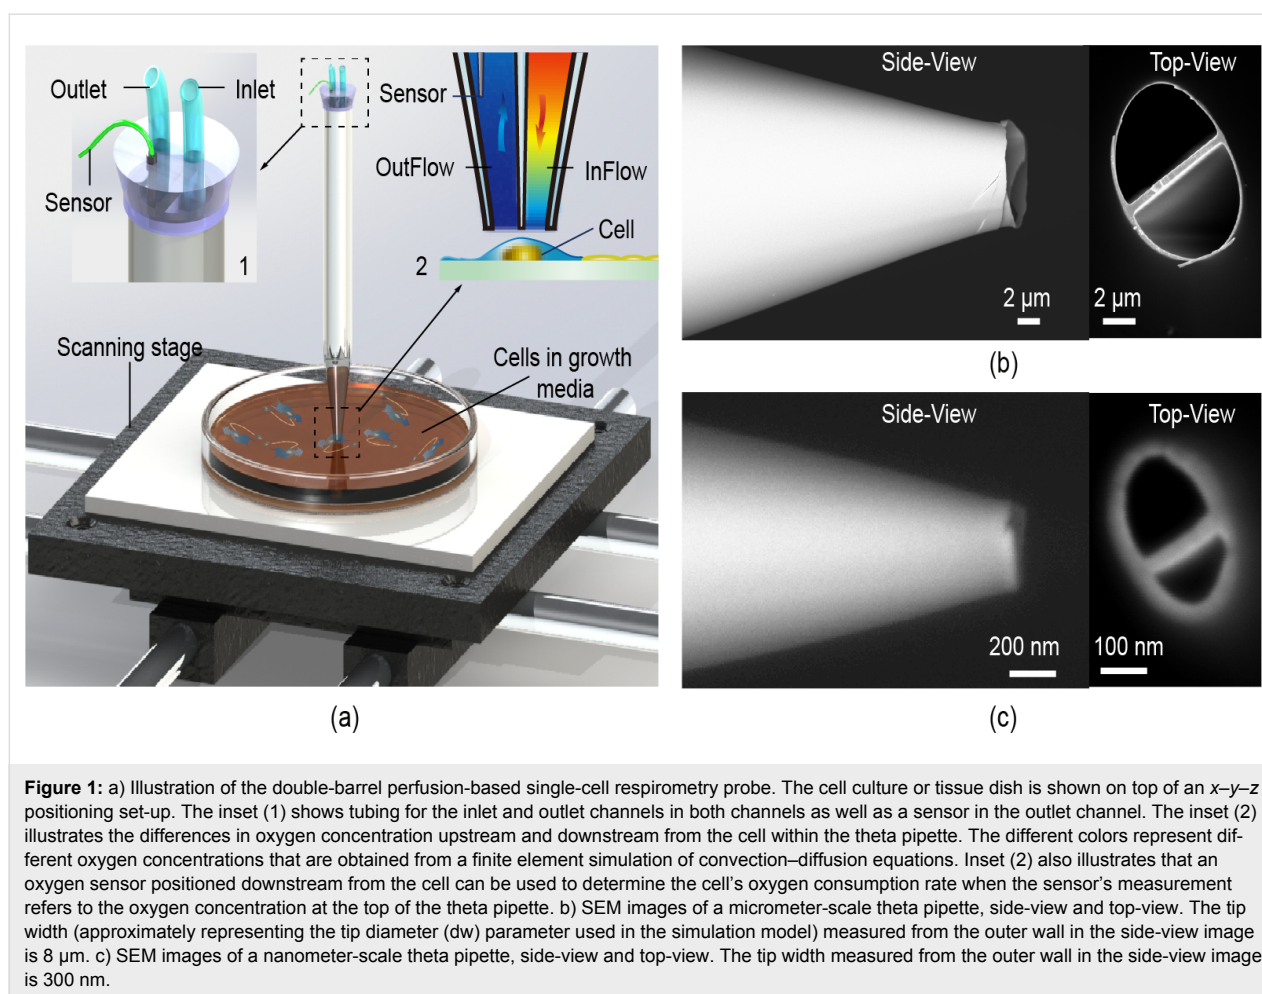 Outlet
Inlet
Sensor
1
Sensor
OutFlow
InFlow
Cell
2
Scanning stage
Cells in growth
media
(a)
Side-View
Top-View
2 µm
2 µm
(b)
Side-View
Top-View
200 nm
100 nm
(c)
Figure 1: a) Illustration of the double-barrel perfusion-based single-cell respirometry probe. The cell culture or tissue dish is shown on top of an x–y–z
positioning set-up. The inset (1) shows tubing for the inlet and outlet channels in both channels as well as a sensor in the outlet channel. The inset (2)
illustrates the differences in oxygen concentration upstream and downstream from the cell within the theta pipette. The different colors represent dif-
ferent oxygen concentrations that are obtained from a finite element simulation of convection–diffusion equations. Inset (2) also illustrates that an
oxygen sensor positioned downstream from the cell can be used to determine the cell's oxygen consumption rate when the sensor's measurement
refers to the oxygen concentration at the top of the theta pipette. b) SEM images of a micrometer-scale theta pipette, side-view and top-view. The tip
width (approximately representing the tip diameter (dw) parameter used in the simulation model) measured from the outer wall in the side-view image
is 8 µm. c) SEM images of a nanometer-scale theta pipette, side-view and top-view. The tip width measured from the outer wall in the side-view image
is 300 nm.